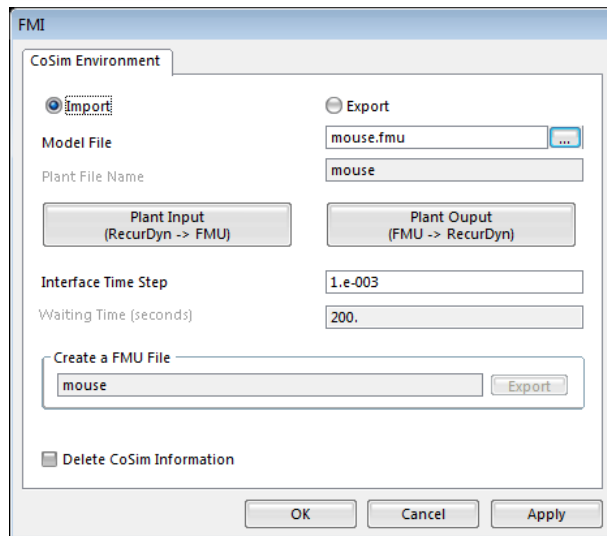 FMI
CoSim Environment
Import
Export
Model File
mouse.fmu
...
Plant File Name
mouse
Plant Input
(RecurDyn -> FMU)
Plant Ouput
(FMU -> RecurDyn)
Interface Time Step
1.e-003
Waiting Time (seconds)
200.
Create a FMU File
mouse
Export
Delete CoSim Information
OK
Cancel
Apply